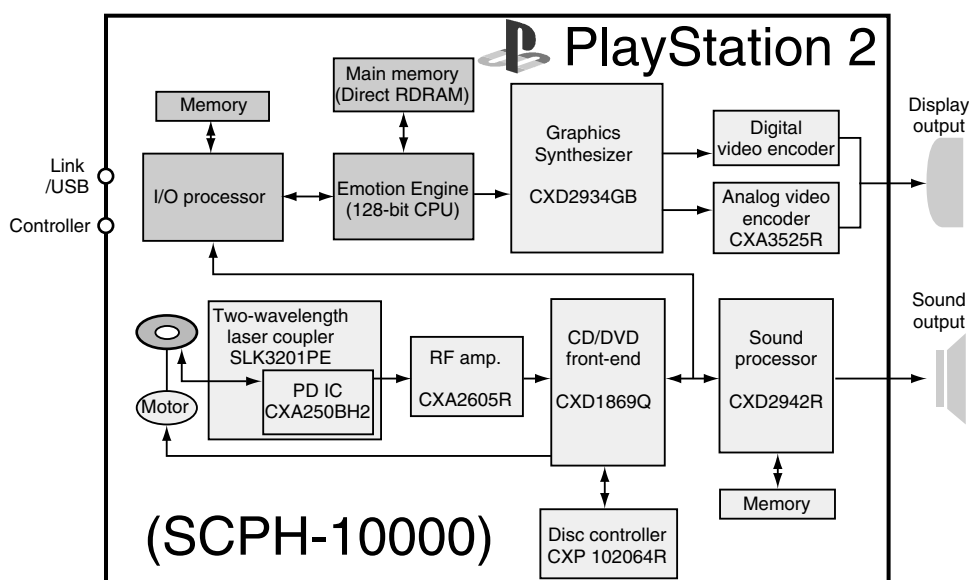 PlayStation 2
Main memory
(Direct RDRAM)
Memory
Graphics
Synthesizer
CXD2934GB
Digital
video encoder
Display
output
Link
/USB
I/O processor
Emotion Engine
(128-bit CPU)
Analog video
encoder
CXA3525R
Controller
Two-wavelength
laser coupler
SLK3201PE
PD IC
CXA250BH2
RF amp.
CXA2605R
CD/DVD
front-end
CXD1869Q
Sound
processor
CXD2942R
Sound
output
Motor
Memory
Disc controller
CXP 102064R
(SCPH-10000)